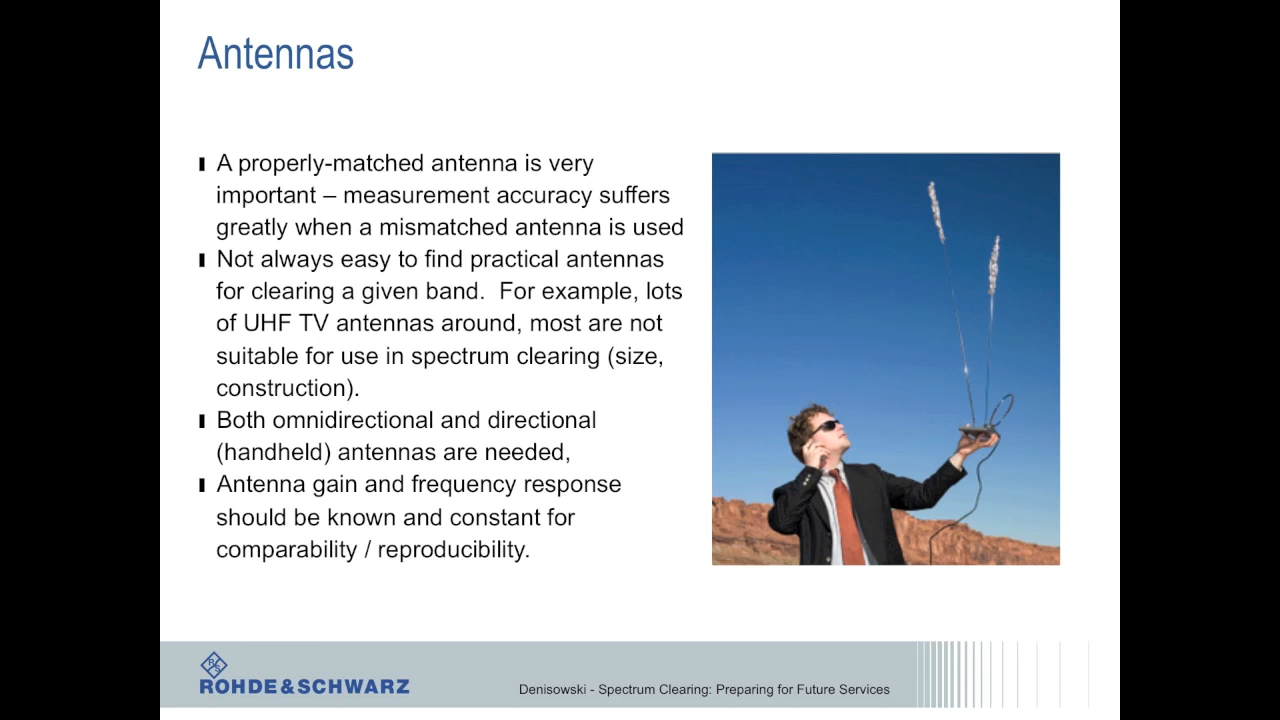 Antennas
A properly-matched antenna is very
important – measurement accuracy suffers
greatly when a mismatched antenna is used
Not always easy to find practical antennas
for clearing a given band.  For example, lots
of UHF TV antennas around, most are not
suitable for use in spectrum clearing (size,
construction).
Both omnidirectional and directional
(handheld) antennas are needed,
Antenna gain and frequency response
should be known and constant for
comparability / reproducibility.
R
S
ROHDE&SCHWARZ
Denisowski - Spectrum Clearing: Preparing for Future Services